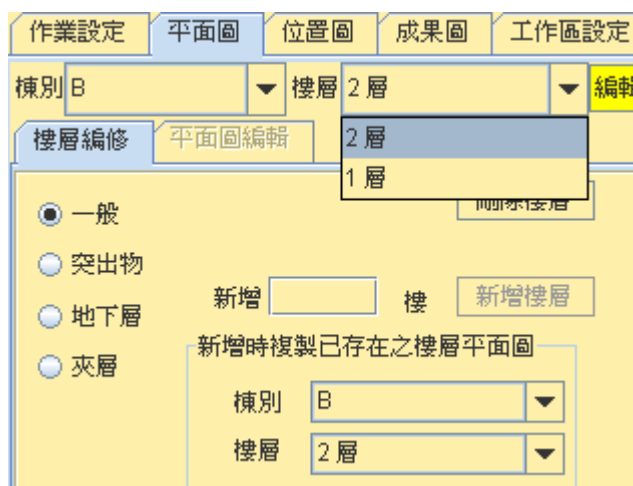 作業設定 平面圖 位置圖 成果圖 工作區設定
棟別 B 樓層 2 層 編輯
樓層編修 平面圖編輯 2 層
1 層
一般 刪除樓層
突出物
新增 樓 新增樓層
地下層
新增時複製已存在之樓層平面圖
夾層
棟別 B
樓層 2 層